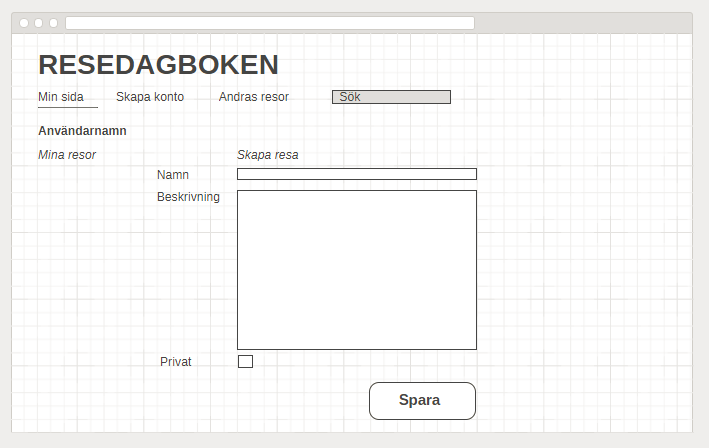 RESEDAGBOKEN
Min sida Skapa konto Andras resor Sök
Användarnamn
Mina resor Skapa resa
Namn
Beskrivning
Privat
Spara